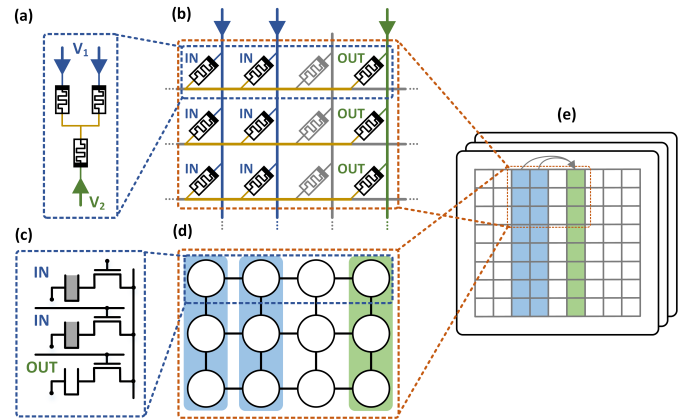 (a)
V1
V2
(b)
IN IN OUT
IN IN OUT
IN IN OUT
(c)
IN
IN
OUT
(d)
(e)